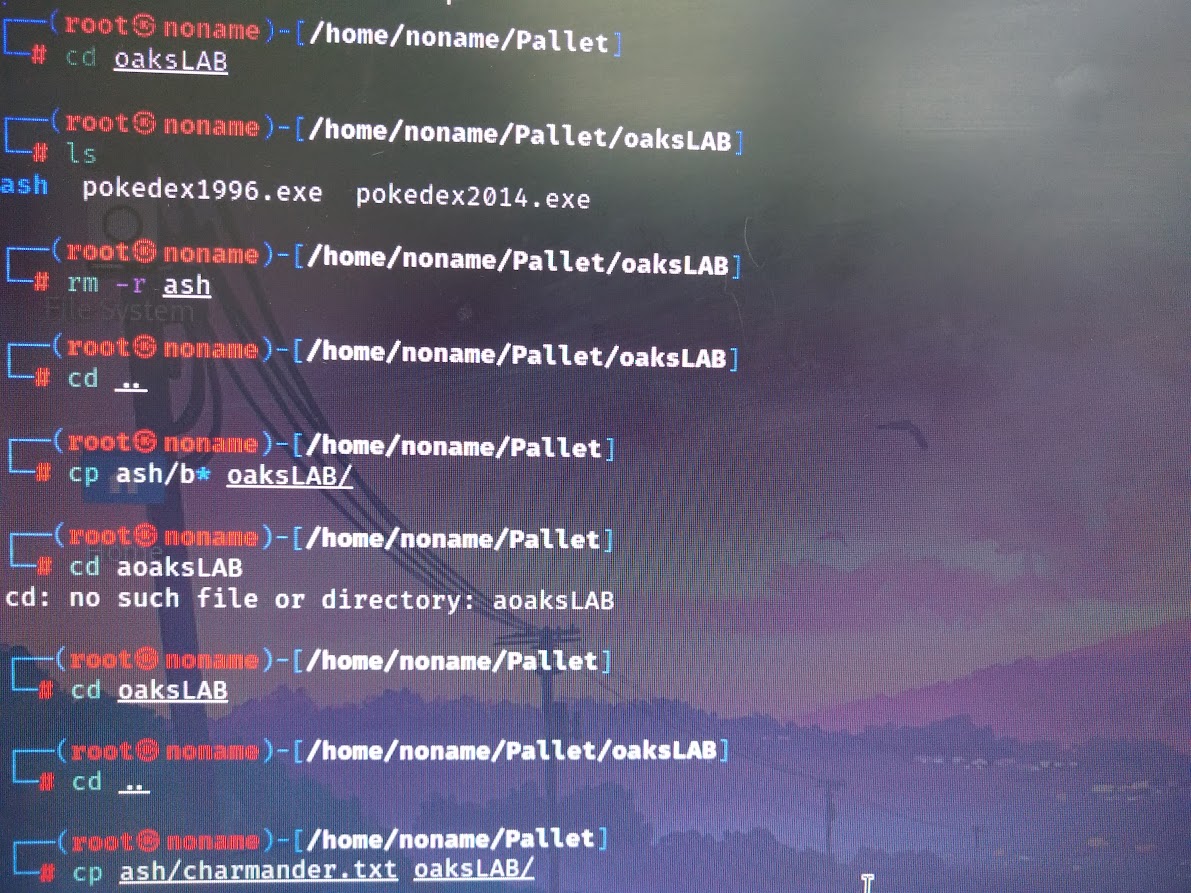 ┌──(root㉿noname)-[/home/noname/Pallet]
└─# cd oaksLAB
┌──(root㉿noname)-[/home/noname/Pallet/oaksLAB]
└─# ls
ash pokedex1996.exe pokedex2014.exe
┌──(root㉿noname)-[/home/noname/Pallet/oaksLAB]
└─# rm -r ash
File System
┌──(root㉿noname)-[/home/noname/Pallet/oaksLAB]
└─# cd ..
┌──(root㉿noname)-[/home/noname/Pallet]
└─# cp ash/b* oaksLAB/
┌──(root㉿noname)-[/home/noname/Pallet]
Home
└─# cd aoaksLAB
cd: no such file or directory: aoaksLAB
┌──(root㉿noname)-[/home/noname/Pallet]
└─# cd oaksLAB
┌──(root㉿noname)-[/home/noname/Pallet/oaksLAB]
└─# cd ..
┌──(root㉿noname)-[/home/noname/Pallet]
└─# cp ash/charmander.txt oaksLAB/